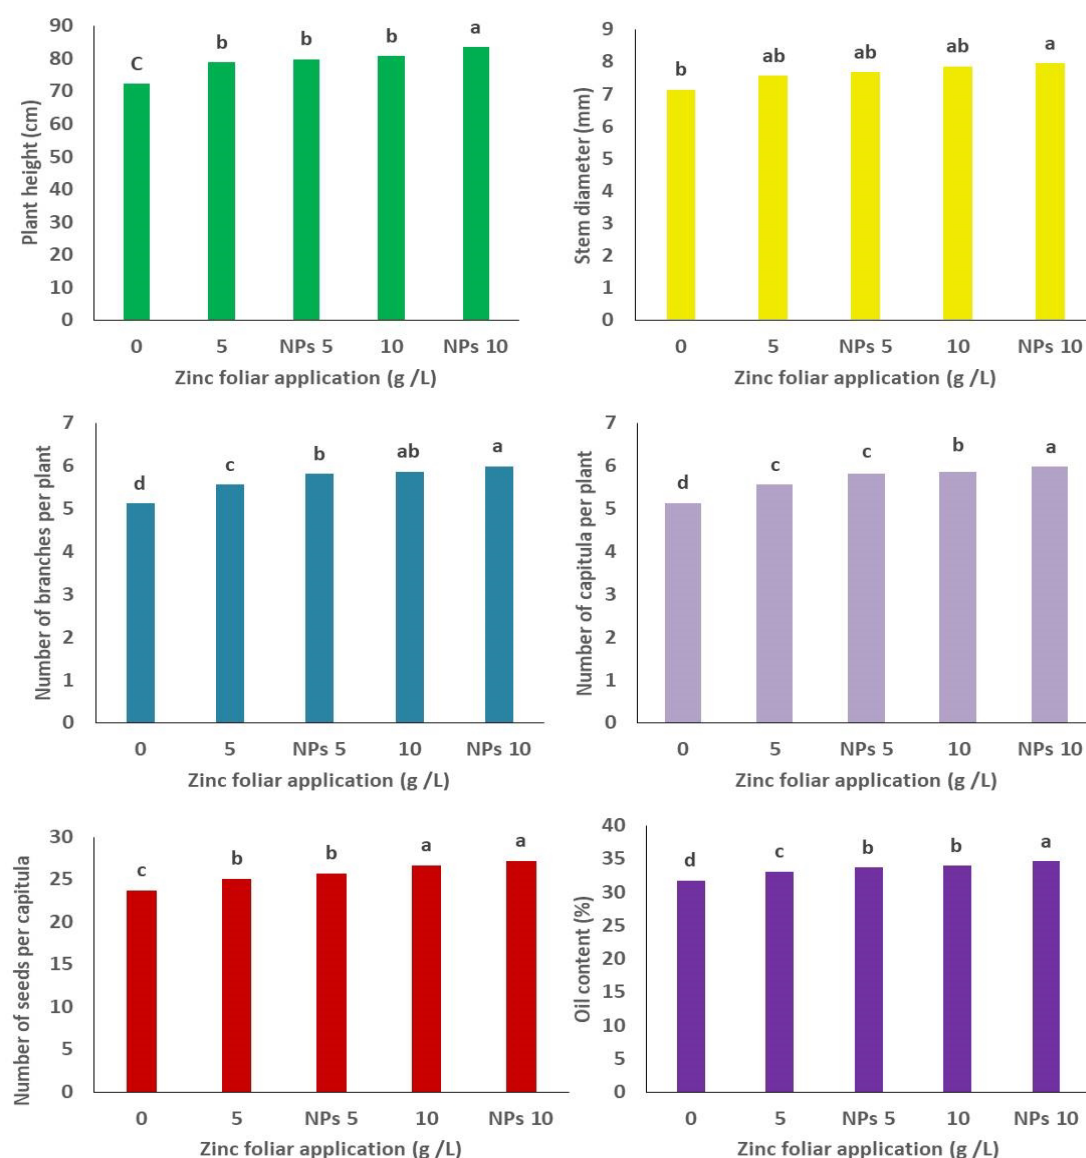 Plant height (cm)
90
80
70
60
50
40
30
20
10
0
C
b
b
b
a
0 5 NPs 5 10 NPs 10
Zinc foliar application (g /L)
Stem diameter (mm)
9
8
7
6
5
4
3
2
1
0
b
ab
ab
ab
a
0 5 NPs 5 10 NPs 10
Zinc foliar application (g /L)
Number of branches per plant
7
6
5
4
3
2
1
0
d
c
b
ab
a
0 5 NPs 5 10 NPs 10
Zinc foliar application (g /L)
Number of capitula per plant
7
6
5
4
3
2
1
0
d
c
c
b
a
0 5 NPs 5 10 NPs 10
Zinc foliar application (g /L)
Number of seeds per capitula
30
25
20
15
10
5
0
c
b
b
a
a
0 5 NPs 5 10 NPs 10
Zinc foliar application (g /L)
Oil content (%)
40
35
30
25
20
15
10
5
0
d
c
b
b
a
0 5 NPs 5 10 NPs 10
Zinc foliar application (g /L)